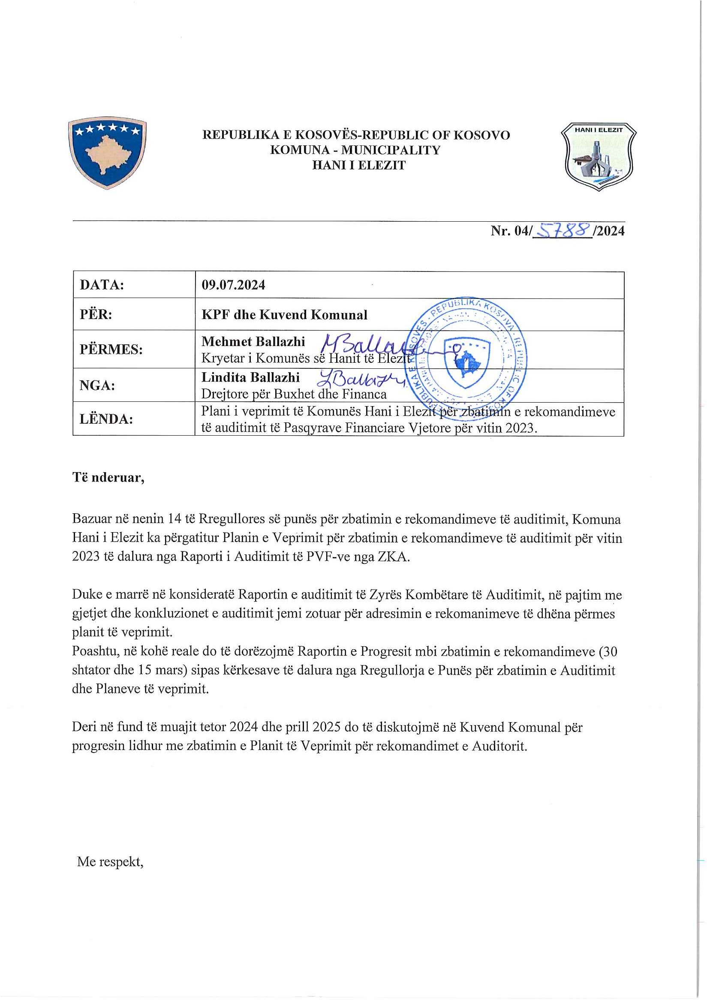 REPUBLIKA E KOSOVËS-REPUBLIC OF KOSOVO
KOMUNA - MUNICIPALITY
HANI I ELEZIT
HANI I ELEZIT
Nr. 04/ 5788 /2024
DATA: 09.07.2024
PËR: KPF dhe Kuvend Komunal
PËRMES: Mehmet Ballazhi MBallazhi
Kryetar i Komunës së Hanit të Elezit
NGA: Lindita Ballazhi LBallazhi
Drejtore për Buxhet dhe Financa
LËNDA: Plani i veprimit të Komunës Hani i Elezit për zbatimin e rekomandimeve
të auditimit të Pasqyrave Financiare Vjetore për vitin 2023.
REPUBLIKA E KOSOVËS - REPUBLIKA KOSOVA - REPUBLIC OF KOSOVO
Të nderuar,
Bazuar në nenin 14 të Rregullores së punës për zbatimin e rekomandimeve të auditimit, Komuna
Hani i Elezit ka përgatitur Planin e Veprimit për zbatimin e rekomandimeve të auditimit për vitin
2023 të dalura nga Raporti i Auditimit të PVF-ve nga ZKA.
Duke e marrë në konsideratë Raportin e auditimit të Zyrës Kombëtare të Auditimit, në pajtim me
gjetjet dhe konkluzionet e auditimit jemi zotuar për adresimin e rekomanimeve të dhëna përmes
planit të veprimit.
Poashtu, në kohë reale do të dorëzojmë Raportin e Progresit mbi zbatimin e rekomandimeve (30
shtator dhe 15 mars) sipas kërkesave të dalura nga Rregullorja e Punës për zbatimin e Auditimit
dhe Planeve të veprimit.
Deri në fund të muajit tetor 2024 dhe prill 2025 do të diskutojmë në Kuvend Komunal për
progresin lidhur me zbatimin e Planit të Veprimit për rekomandimet e Auditorit.
Me respekt,